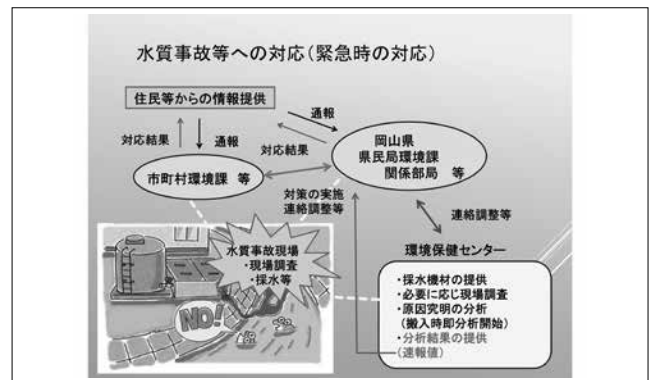 水質事故等への対応(緊急時の対応)
住民等からの情報提供
通報
対応結果
通報
対応結果
岡山県
県民局環境課
関係部局 等
市町村環境課 等
対策の実施
連絡調整等
連絡調整等
水質事故現場
・現場調査
・採水等
NO!
環境保健センター
・採水機材の提供
・必要に応じ現場調査
・原因究明の分析
(搬入時即分析開始)
・分析結果の提供
(速報値)